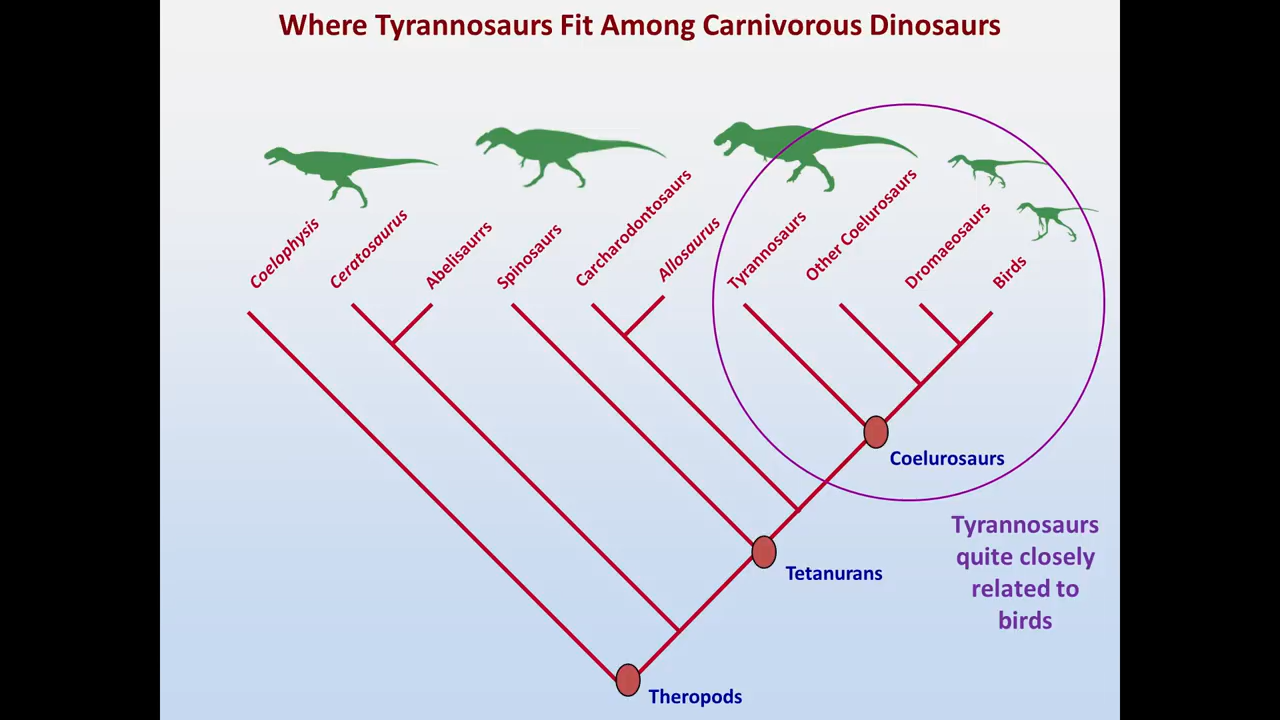 Where Tyrannosaurs Fit Among Carnivorous Dinosaurs
Coelophysis
Ceratosaurus
Abelisaurrs
Spinosaurs
Carcharodontosaurs
Allosaurus
Tyrannosaurs
Other Coelurosaurs
Dromaeosaurs
Birds
Coelurosaurs
Tetanurans
Theropods
Tyrannosaurs
quite closely
related to
birds